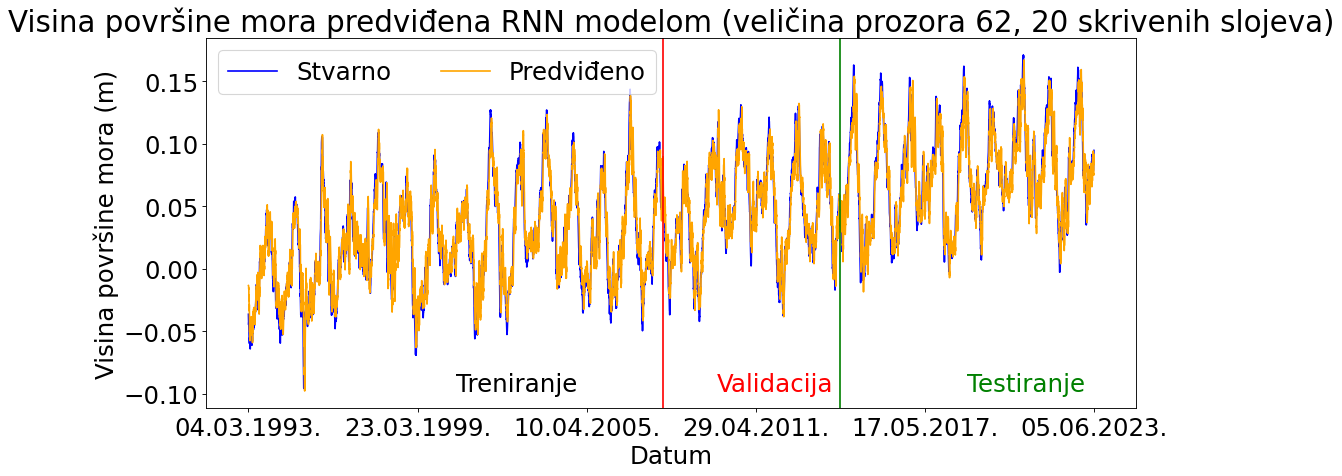 Visina površine mora predviđena RNN modelom (veličina prozora 62, 20 skrivenih slojeva)
Stvarno
Predviđeno
Visina površine mora (m)
0.15
0.10
0.05
0.00
−0.05
−0.10
Treniranje
Validacija
Testiranje
04.03.1993.
23.03.1999.
10.04.2005.
29.04.2011.
17.05.2017.
05.06.2023.
Datum